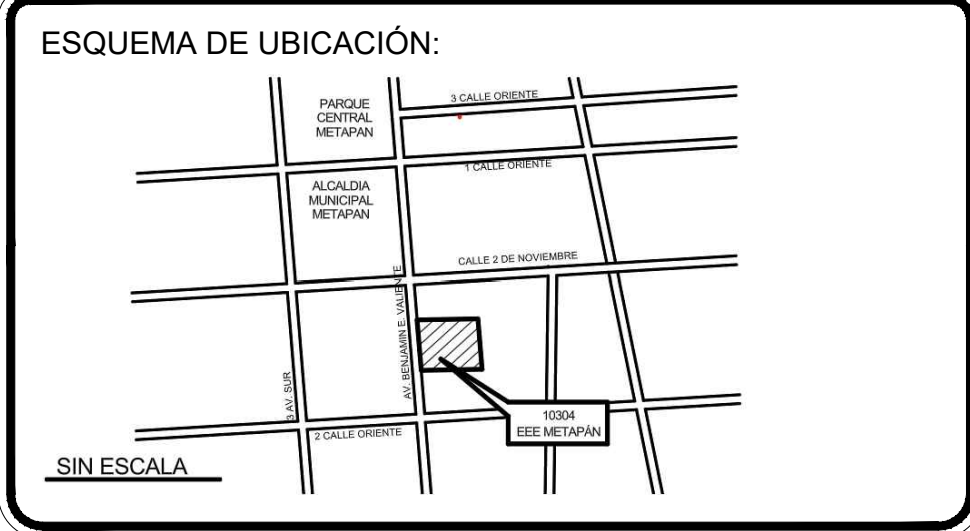 ESQUEMA DE UBICACIÓN:
PARQUE
CENTRAL
METAPAN
3 CALLE ORIENTE
1 CALLE ORIENTE
ALCALDIA
MUNICIPAL
METAPAN
CALLE 2 DE NOVIEMBRE
AV. BENJAMIN E. VALIENTE
3 AV. SUR
2 CALLE ORIENTE
10304
EEE METAPÁN
SIN ESCALA